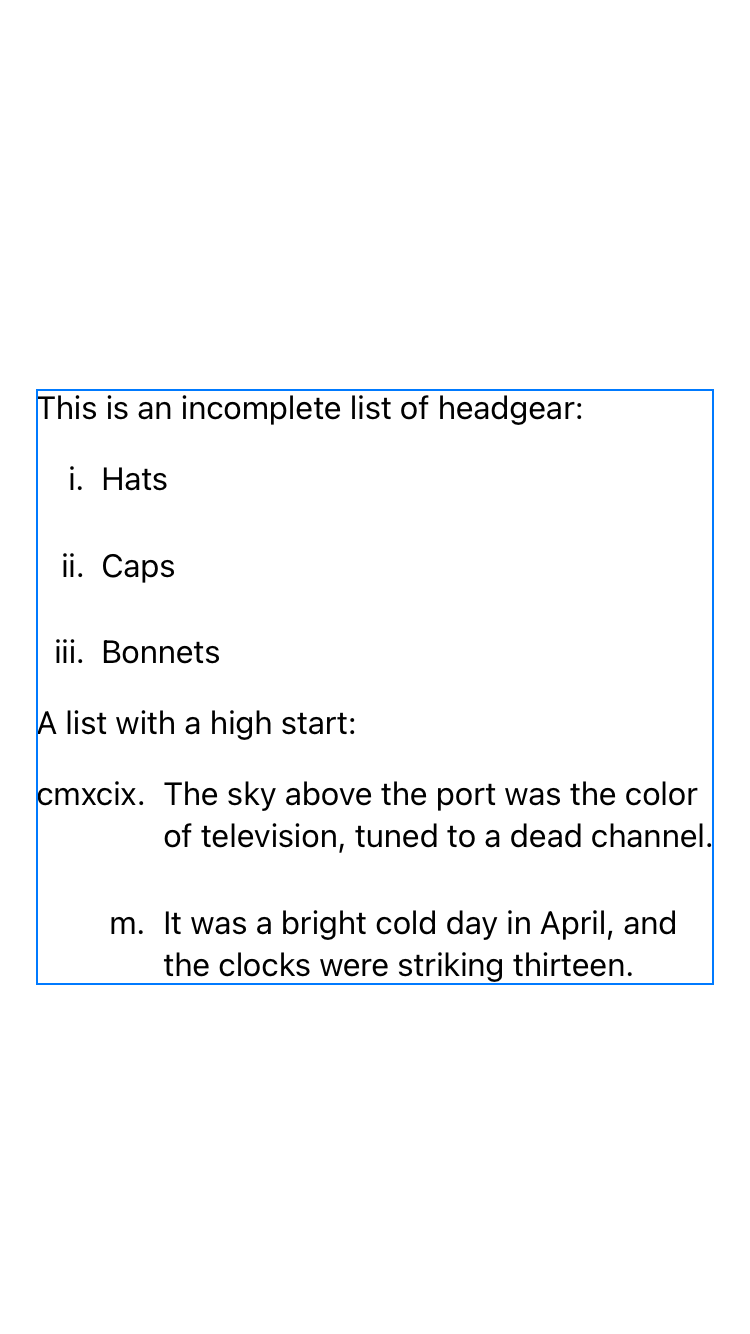 This is an incomplete list of headgear:
i. Hats
ii. Caps
iii. Bonnets
A list with a high start:
cmxcix. The sky above the port was the color
of television, tuned to a dead channel.
m. It was a bright cold day in April, and
the clocks were striking thirteen.